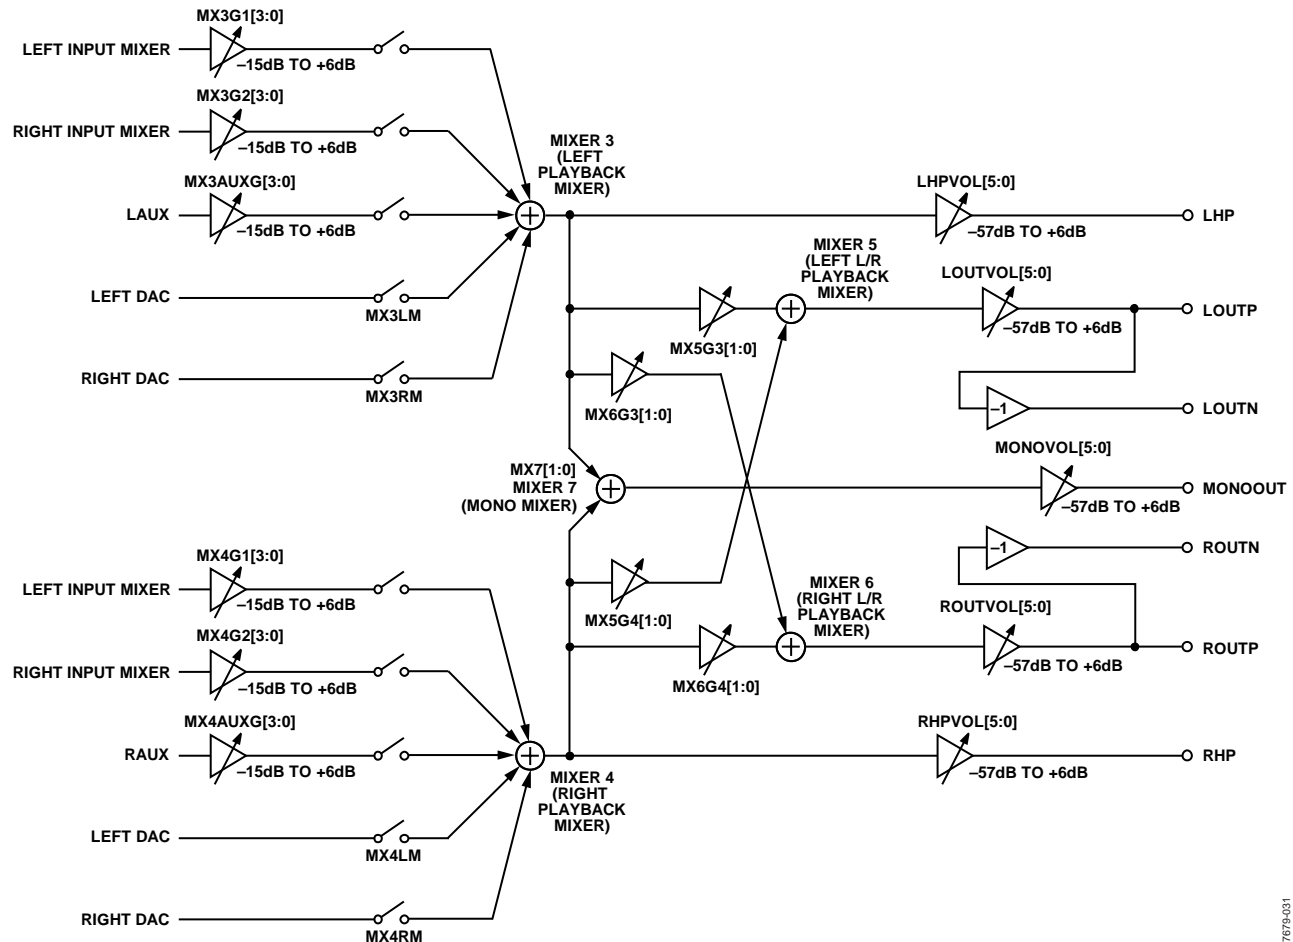 MX3G1[3:0]
LEFT INPUT MIXER
–15dB TO +6dB
MX3G2[3:0]
RIGHT INPUT MIXER
–15dB TO +6dB
MIXER 3
(LEFT
PLAYBACK
MIXER)
MX3AUXG[3:0]
LAUX
–15dB TO +6dB
LHPVOL[5:0]
–57dB TO +6dB
LHP
MIXER 5
(LEFT L/R
PLAYBACK
MIXER)
LOUTVOL[5:0]
–57dB TO +6dB
LOUTP
LEFT DAC
MX3LM
MX5G3[1:0]
RIGHT DAC
MX3RM
MX6G3[1:0]
–1
LOUTN
MONOVOL[5:0]
MX7[1:0]
MIXER 7
(MONO MIXER)
–57dB TO +6dB
MONOOUT
–1
ROUTN
MX4G1[3:0]
LEFT INPUT MIXER
–15dB TO +6dB
MX5G4[1:0]
MIXER 6
(RIGHT L/R
PLAYBACK
MIXER)
ROUTVOL[5:0]
–57dB TO +6dB
ROUTP
MX4G2[3:0]
RIGHT INPUT MIXER
–15dB TO +6dB
MX6G4[1:0]
MX4AUXG[3:0]
RAUX
–15dB TO +6dB
RHPVOL[5:0]
–57dB TO +6dB
RHP
MIXER 4
(RIGHT
PLAYBACK
MIXER)
LEFT DAC
MX4LM
RIGHT DAC
MX4RM
7679-031